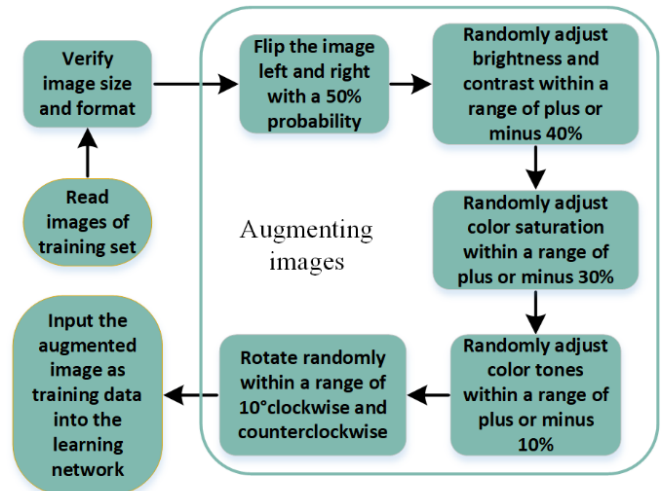 Read
images of
training set
Verify
image size
and format
Flip the image
left and right
with a 50%
probability
Randomly adjust
brightness and
contrast within a
range of plus or
minus 40%
Randomly adjust
color saturation
within a range of
plus or minus 30%
Randomly adjust
color tones
within a range of
plus or minus
10%
Rotate randomly
within a range of
10°clockwise and
counterclockwise
Augmenting
images
Input the
augmented
image as
training data
into the
learning
network